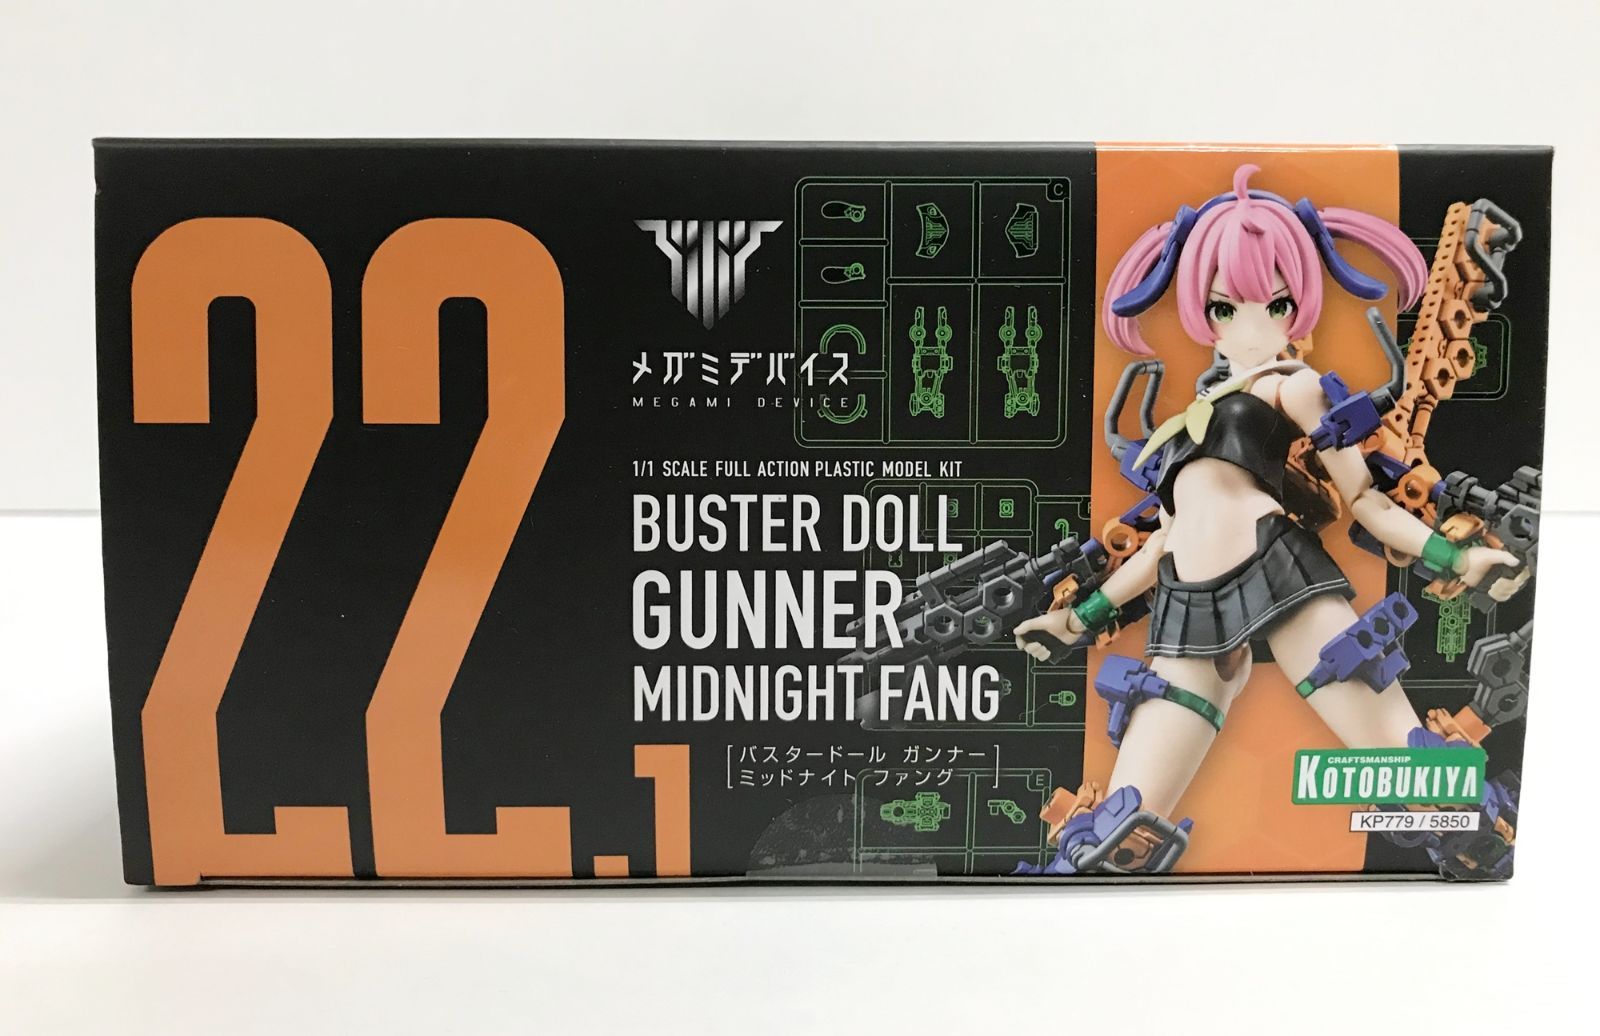 22.1
メガミデバイス
MEGAMI DEVICE
1/1 SCALE FULL ACTION PLASTIC MODEL KIT
BUSTER DOLL
GUNNER
MIDNIGHT FANG
[バスタードール ガンナー
ミッドナイト ファング]
C
E
CRAFTSMANSHIP
KOTOBUKIYA
KP779 / 5850